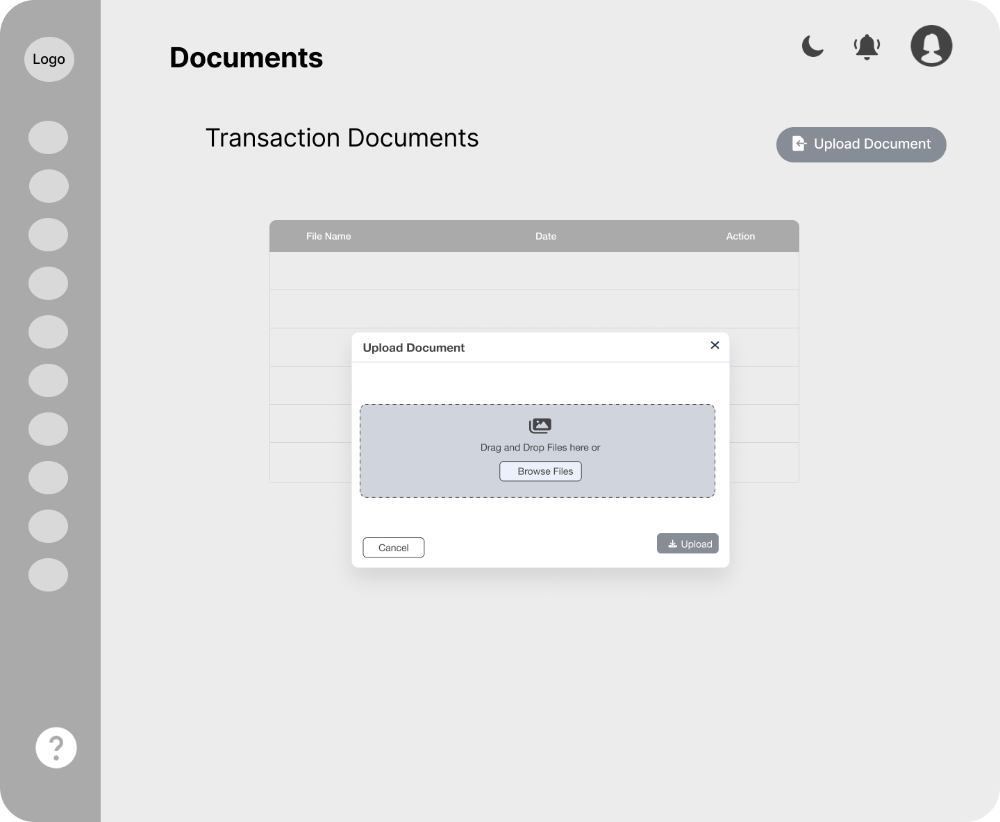 Logo
Documents
Transaction Documents
Upload Document
File Name Date Action
Upload Document
Drag and Drop Files here or
Browse Files
Cancel
Upload
?